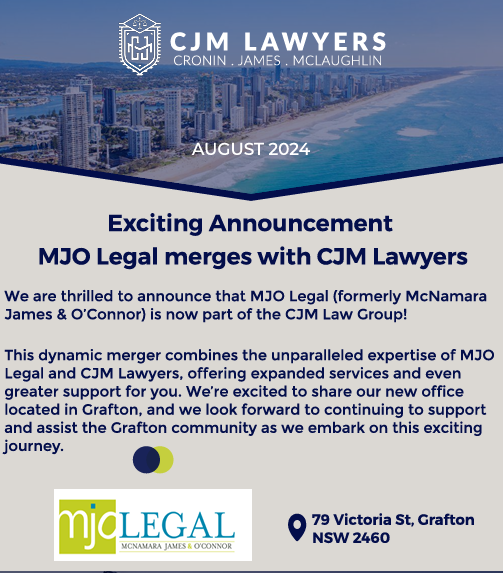 CJM LAWYERS
CRONIN . JAMES . MCLAUGHLIN
AUGUST 2024
Exciting Announcement
MJO Legal merges with CJM Lawyers
We are thrilled to announce that MJO Legal (formerly McNamara
James & O'Connor) is now part of the CJM Law Group!
This dynamic merger combines the unparalleled expertise of MJO
Legal and CJM Lawyers, offering expanded services and even
greater support for you. We're excited to share our new office
located in Grafton, and we look forward to continuing to support
and assist the Grafton community as we embark on this exciting
journey.
mjo LEGAL
MCNAMARA JAMES & O'CONNOR
79 Victoria St, Grafton
NSW 2460